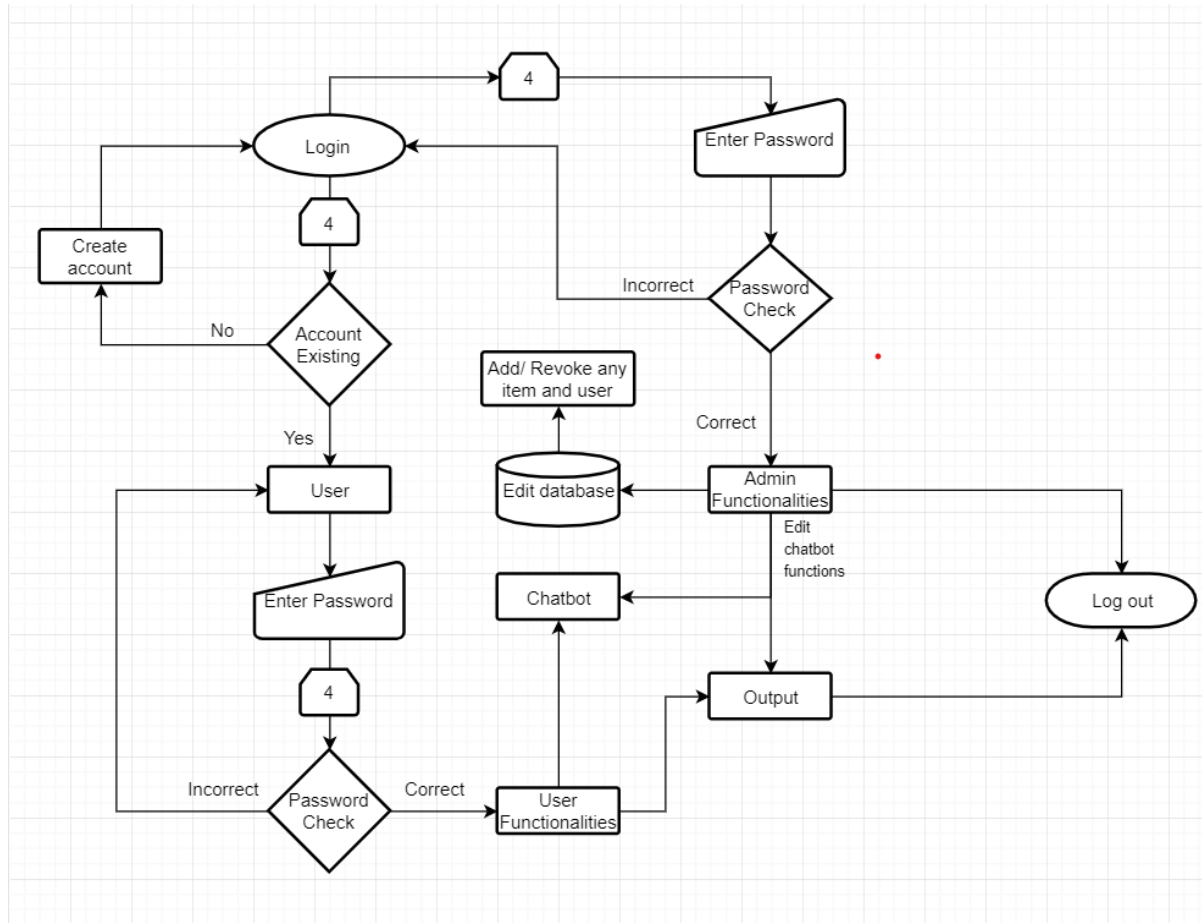 4
Enter Password
Login
4
Create
account
Incorrect
Password
Check
No
Account
Existing
Add/ Revoke any
item and user
Correct
Yes
User
Edit database
Admin
Functionalities
Edit
chatbot
functions
Enter Password
Chatbot
Log out
4
Output
Incorrect
Password
Check
Correct
User
Functionalities